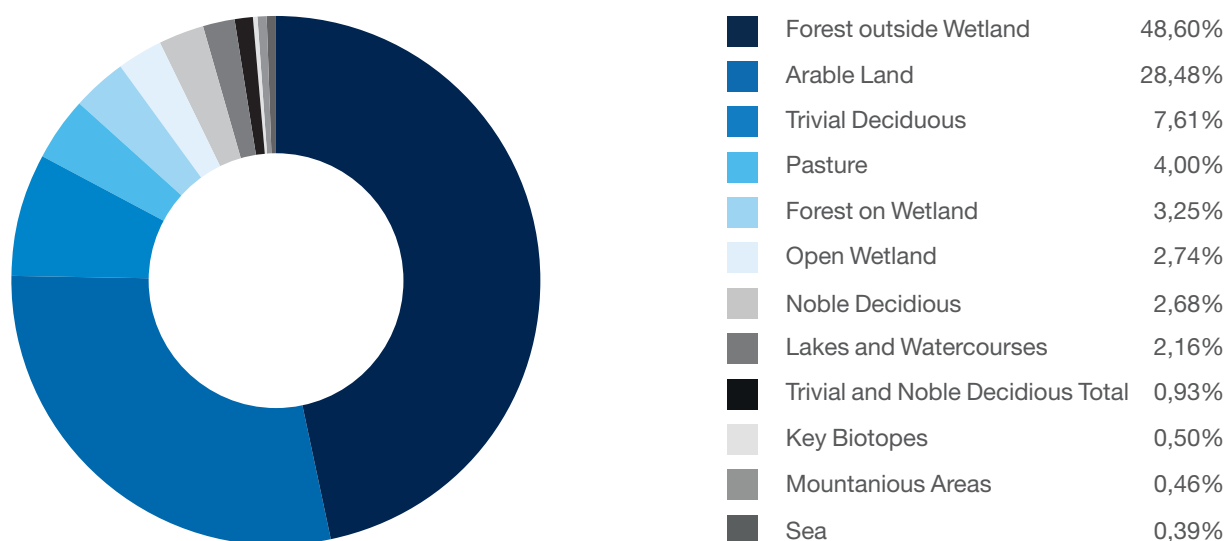 Forest outside Wetland 48,60%
Arable Land 28,48%
Trivial Deciduous 7,61%
Pasture 4,00%
Forest on Wetland 3,25%
Open Wetland 2,74%
Noble Decidious 2,68%
Lakes and Watercourses 2,16%
Trivial and Noble Decidious Total 0,93%
Key Biotopes 0,50%
Mountanious Areas 0,46%
Sea 0,39%